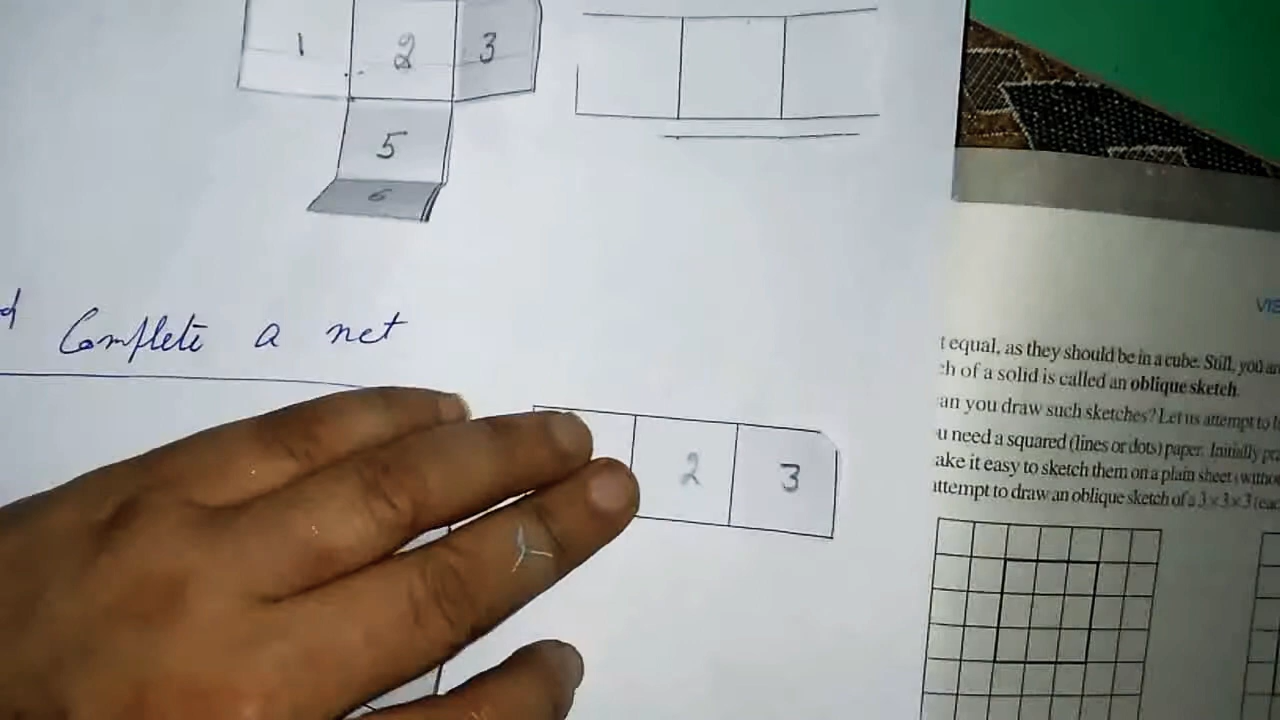 1 2 3
5
6
d Complete a net
2 3
VIE
t equal, as they should be in a cube. Still, you ar
ch of a solid is called an oblique sketch.
an you draw such sketches? Let us attempt to
u need a squared (lines or dots) paper. Initially
ake it easy to sketch them on a plain sheet
attempt to draw an oblique sketch of a 3×3×3 (ea